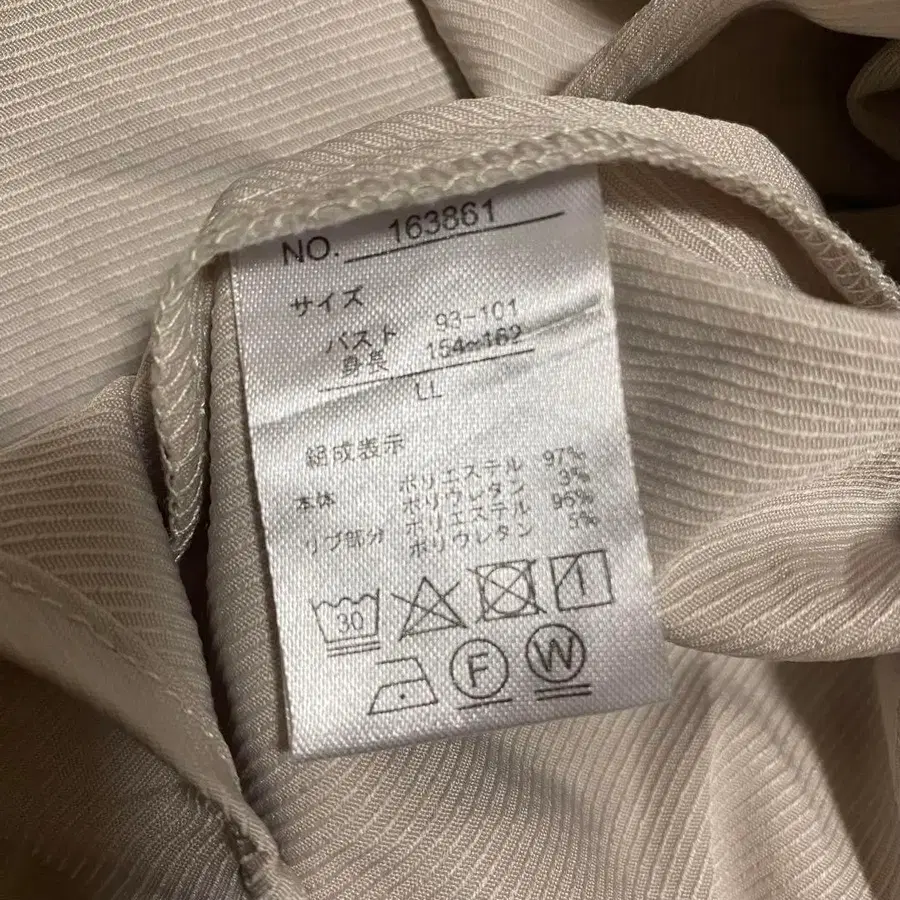 NO. 163861
サイズ
バスト 93-101
身長 154~162
LL
組成表示
本体 ポリエステル 97%
ポリウレタン 3%
リブ部分 ポリエステル 95%
ポリウレタン 5%
30
1
F W